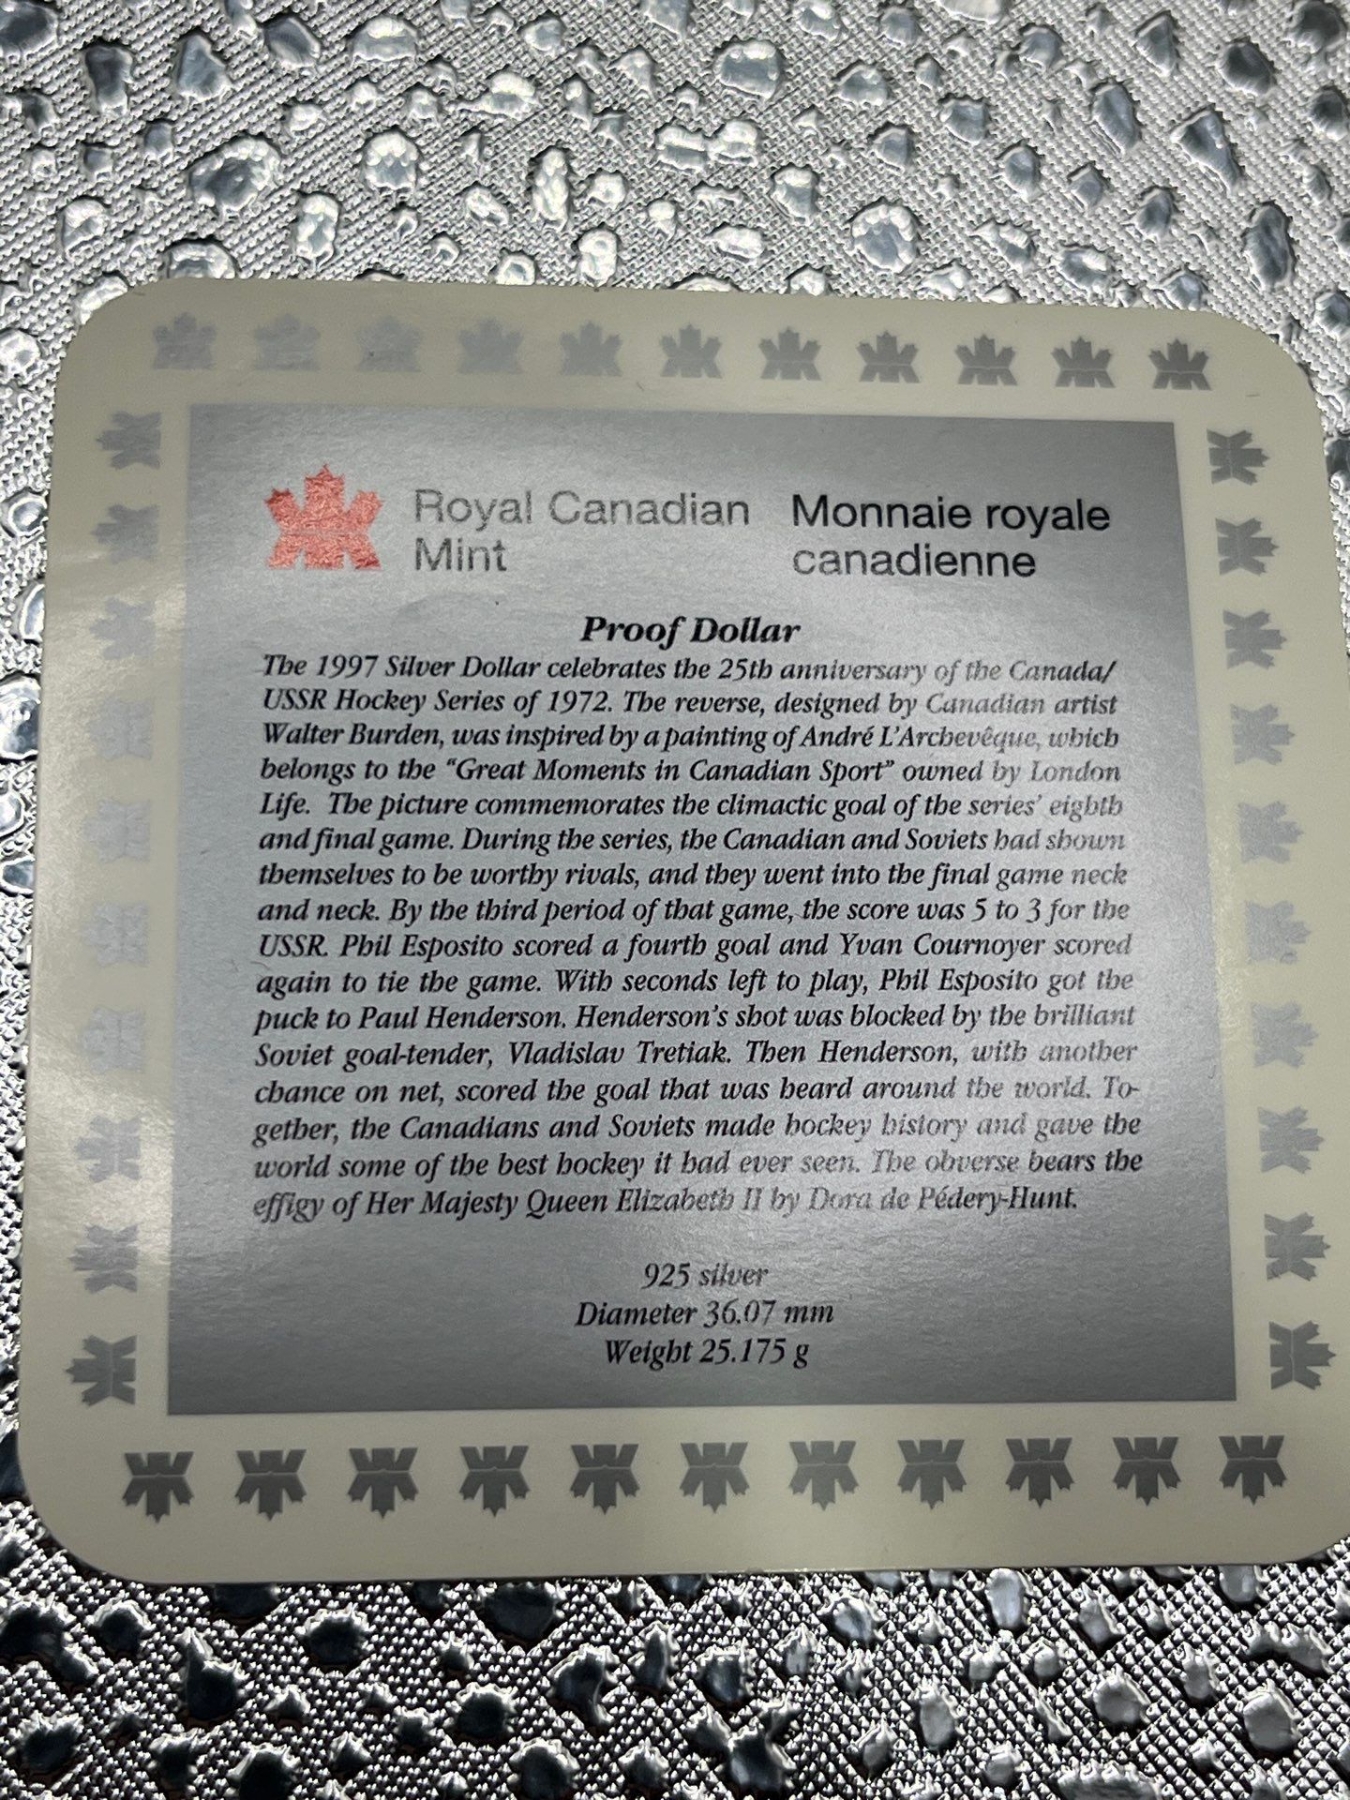 Royal Canadian Mint
Monnaie royale canadienne
Proof Dollar
The 1997 Silver Dollar celebrates the 25th anniversary of the Canada/
USSR Hockey Series of 1972. The reverse, designed by Canadian artist
Walter Burden, was inspired by a painting of André L'Archevêque, which
belongs to the "Great Moments in Canadian Sport" owned by London
Life. The picture commemorates the climactic goal of the series' eighth
and final game. During the series, the Canadian and Soviets had shown
themselves to be worthy rivals, and they went into the final game neck
and neck. By the third period of that game, the score was 5 to 3 for the
USSR. Phil Esposito scored a fourth goal and Yvan Cournoyer scored
again to tie the game. With seconds left to play, Phil Esposito got the
puck to Paul Henderson. Henderson's shot was blocked by the brilliant
Soviet goal-tender, Vladislav Tretiak. Then Henderson, with another
chance on net, scored the goal that was heard around the world. To-
gether, the Canadians and Soviets made hockey history and gave the
world some of the best hockey it had ever seen. The obverse bears the
effigy of Her Majesty Queen Elizabeth II by Dora de Pédery-Hunt.
925 silver
Diameter 36.07 mm
Weight 25.175 g